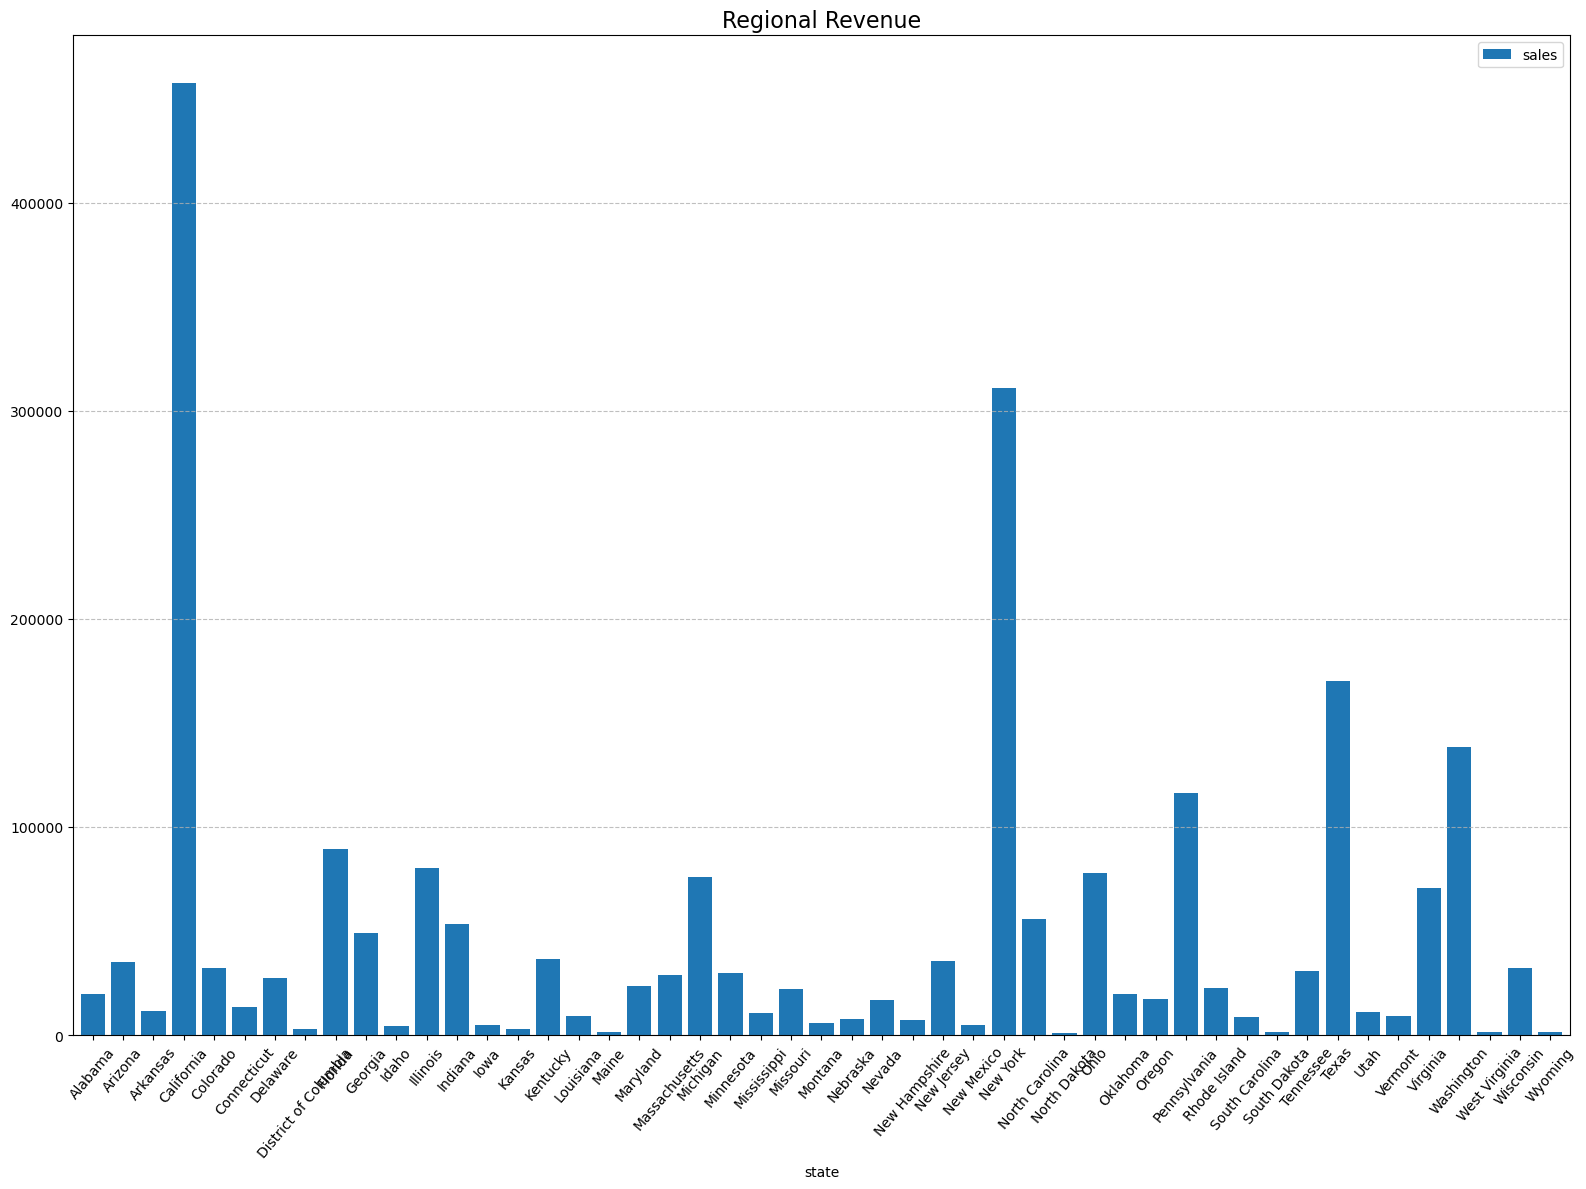 Regional Revenue
sales
400000
300000
200000
100000
0
Alabama
Arizona
Arkansas
California
Colorado
Connecticut
Delaware
District of Columbia
Florida
Georgia
Idaho
Illinois
Indiana
Iowa
Kansas
Kentucky
Louisiana
Maine
Maryland
Massachusetts
Michigan
Minnesota
Mississippi
Missouri
Montana
Nebraska
Nevada
New Hampshire
New Jersey
New Mexico
New York
North Carolina
North Dakota
Ohio
Oklahoma
Oregon
Pennsylvania
Rhode Island
South Carolina
South Dakota
Tennessee
Texas
Utah
Vermont
Virginia
Washington
West Virginia
Wisconsin
Wyoming
state